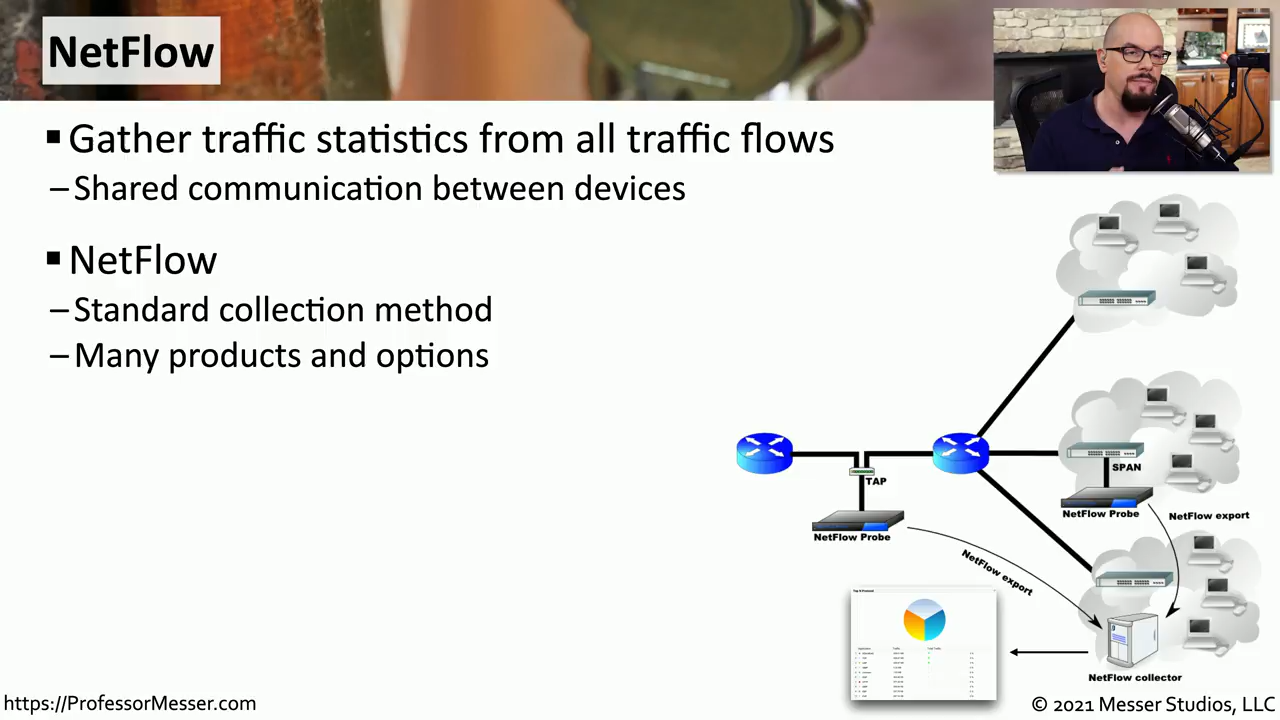 NetFlow
▪ Gather traffic statistics from all traffic flows
– Shared communication between devices
▪ NetFlow
– Standard collection method
– Many products and options
TAP
SPAN
NetFlow Probe
NetFlow Probe
NetFlow export
NetFlow export
NetFlow collector
https://ProfessorMesser.com
© 2021 Messer Studios, LLC